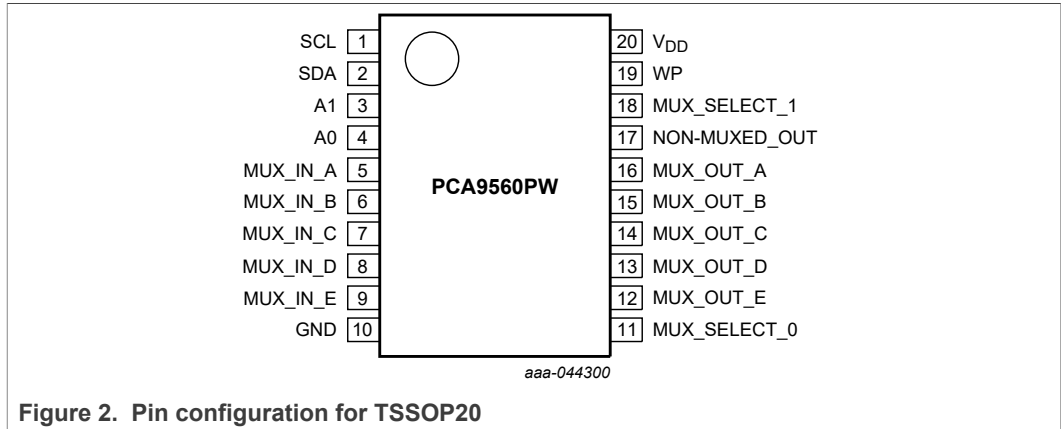 SCL 1
SDA 2
A1 3
A0 4
MUX_IN_A 5
MUX_IN_B 6
MUX_IN_C 7
MUX_IN_D 8
MUX_IN_E 9
GND 10
PCA9560PW
20 VDD
19 WP
18 MUX_SELECT_1
17 NON-MUXED_OUT
16 MUX_OUT_A
15 MUX_OUT_B
14 MUX_OUT_C
13 MUX_OUT_D
12 MUX_OUT_E
11 MUX_SELECT_0
aaa-044300
Figure 2. Pin configuration for TSSOP20